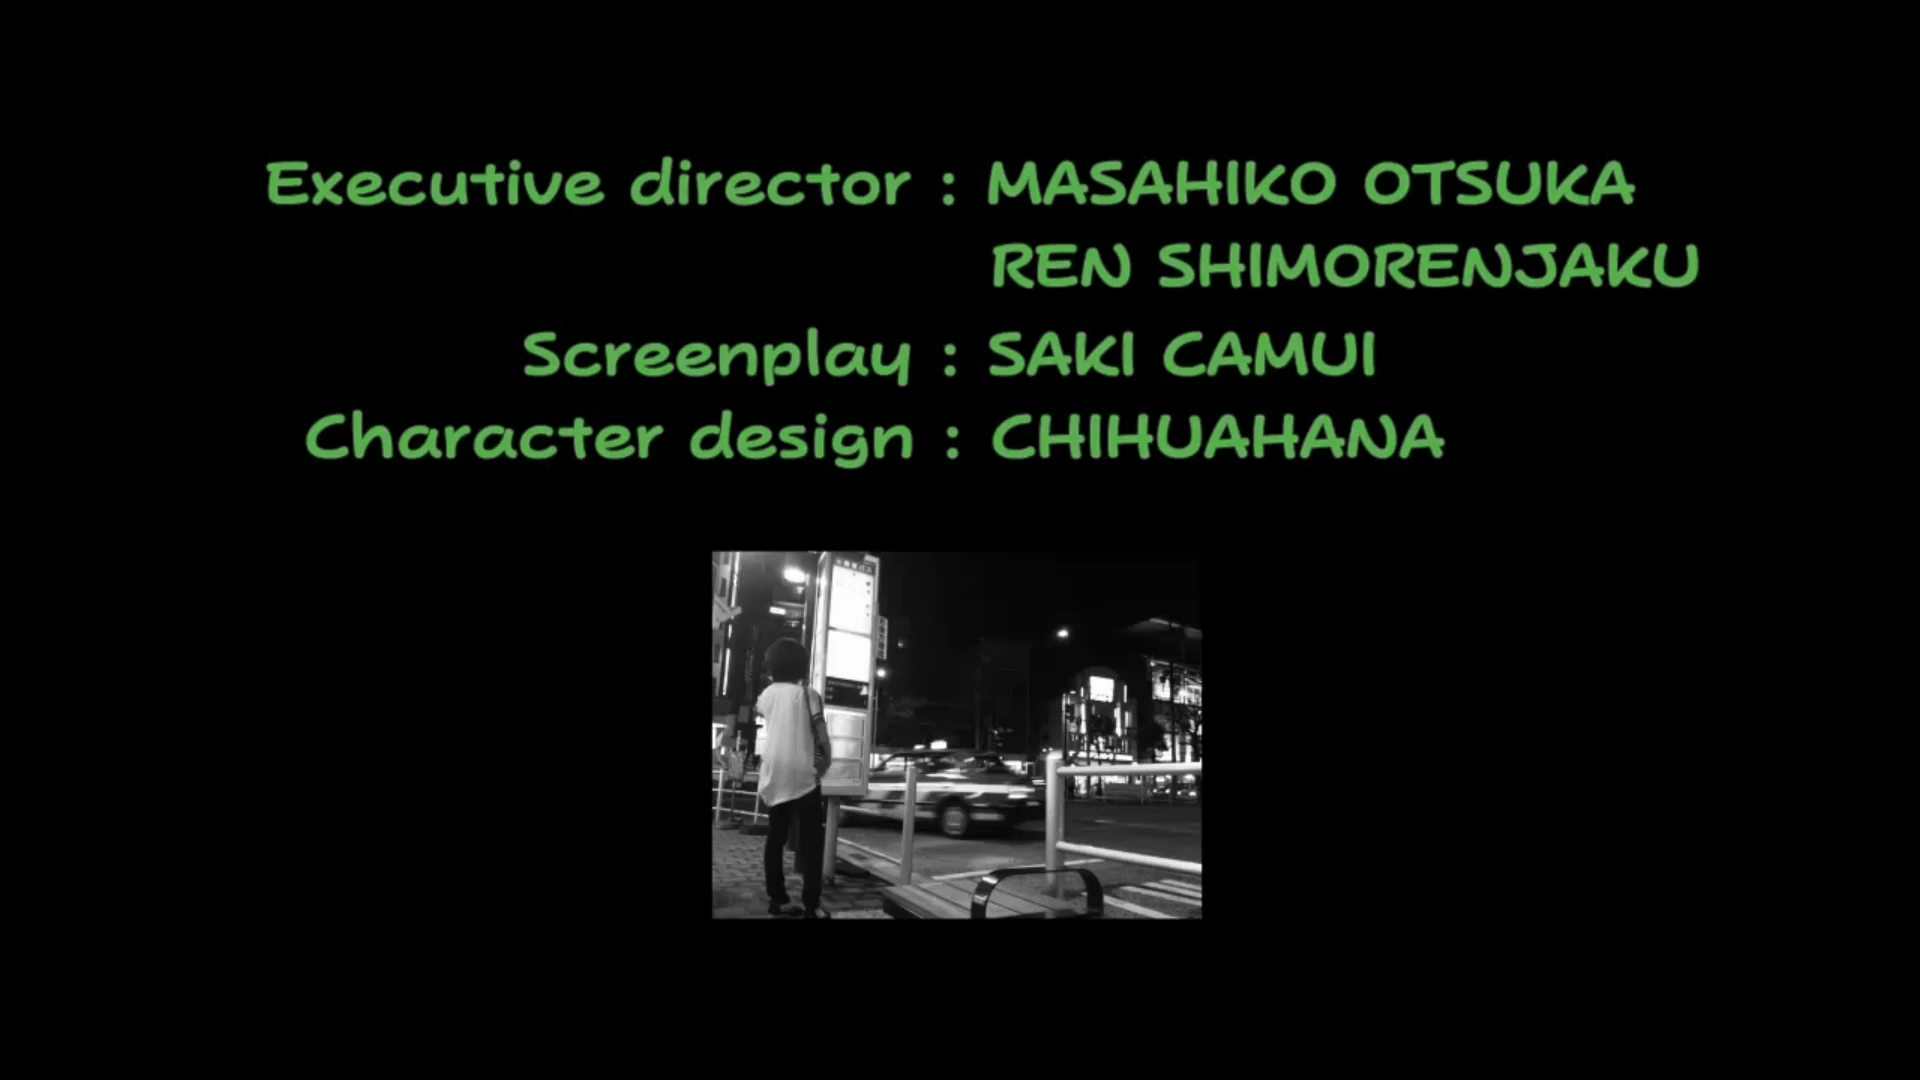 Executive director : MASAHIKO OTSUKA
REN SHIMORENJAKU
Screenplay : SAKI CAMUI
Character design : CHIHUAHANA